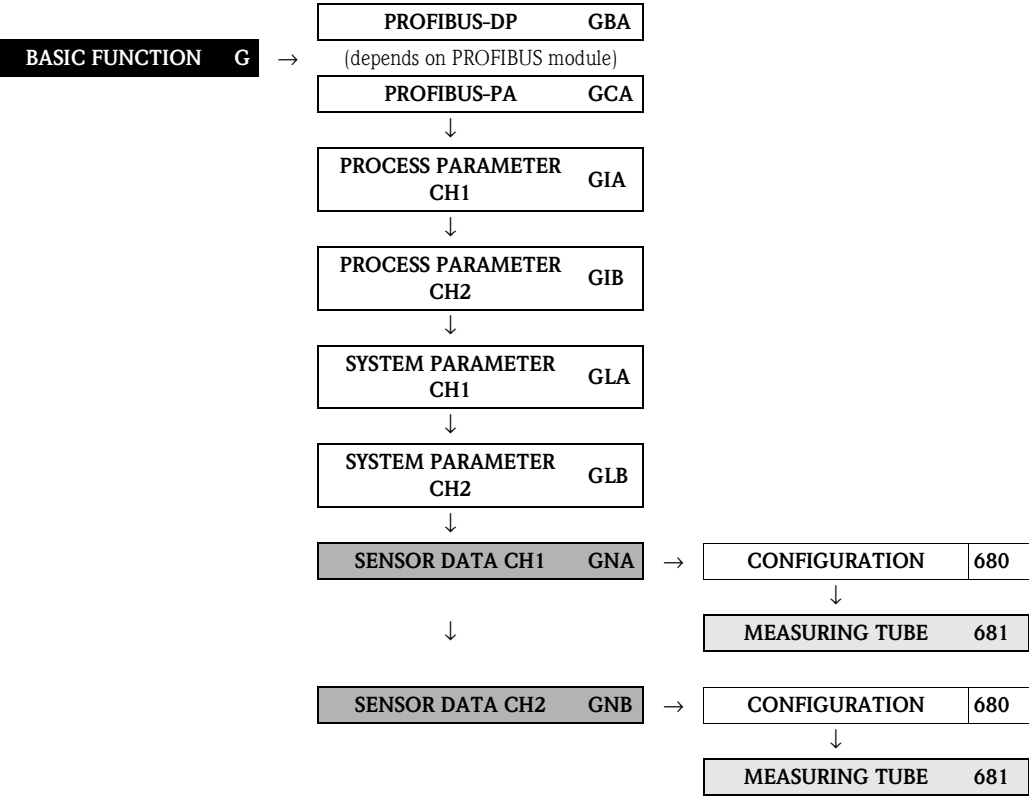 PROFIBUS-DP GBA
BASIC FUNCTION G → (depends on PROFIBUS module)
PROFIBUS-PA GCA
↓
PROCESS PARAMETER
CH1 GIA
↓
PROCESS PARAMETER
CH2 GIB
↓
SYSTEM PARAMETER
CH1 GLA
↓
SYSTEM PARAMETER
CH2 GLB
↓
SENSOR DATA CH1 GNA → CONFIGURATION 680
↓
↓ MEASURING TUBE 681
SENSOR DATA CH2 GNB → CONFIGURATION 680
↓
MEASURING TUBE 681